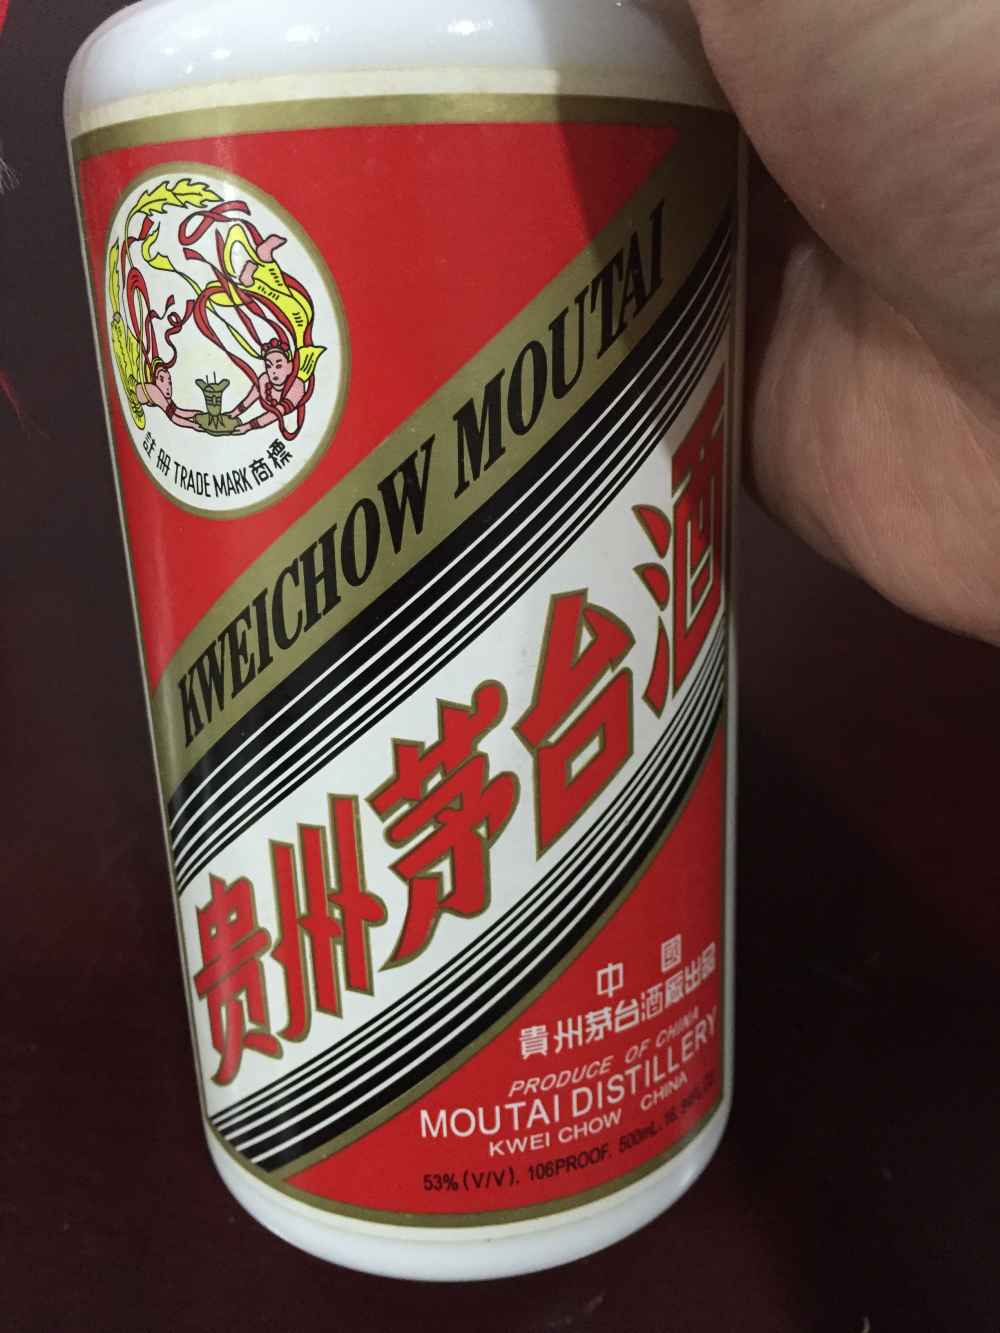 註册 TRADE MARK 商標
KWEICHOW MOUTAI
贵州茅台酒
中國
貴州茅台酒廠出品
PRODUCE OF CHINA
MOUTAI DISTILLERY
KWEI CHOW CHINA
53% (V/V). 106PROOF. 500mL.